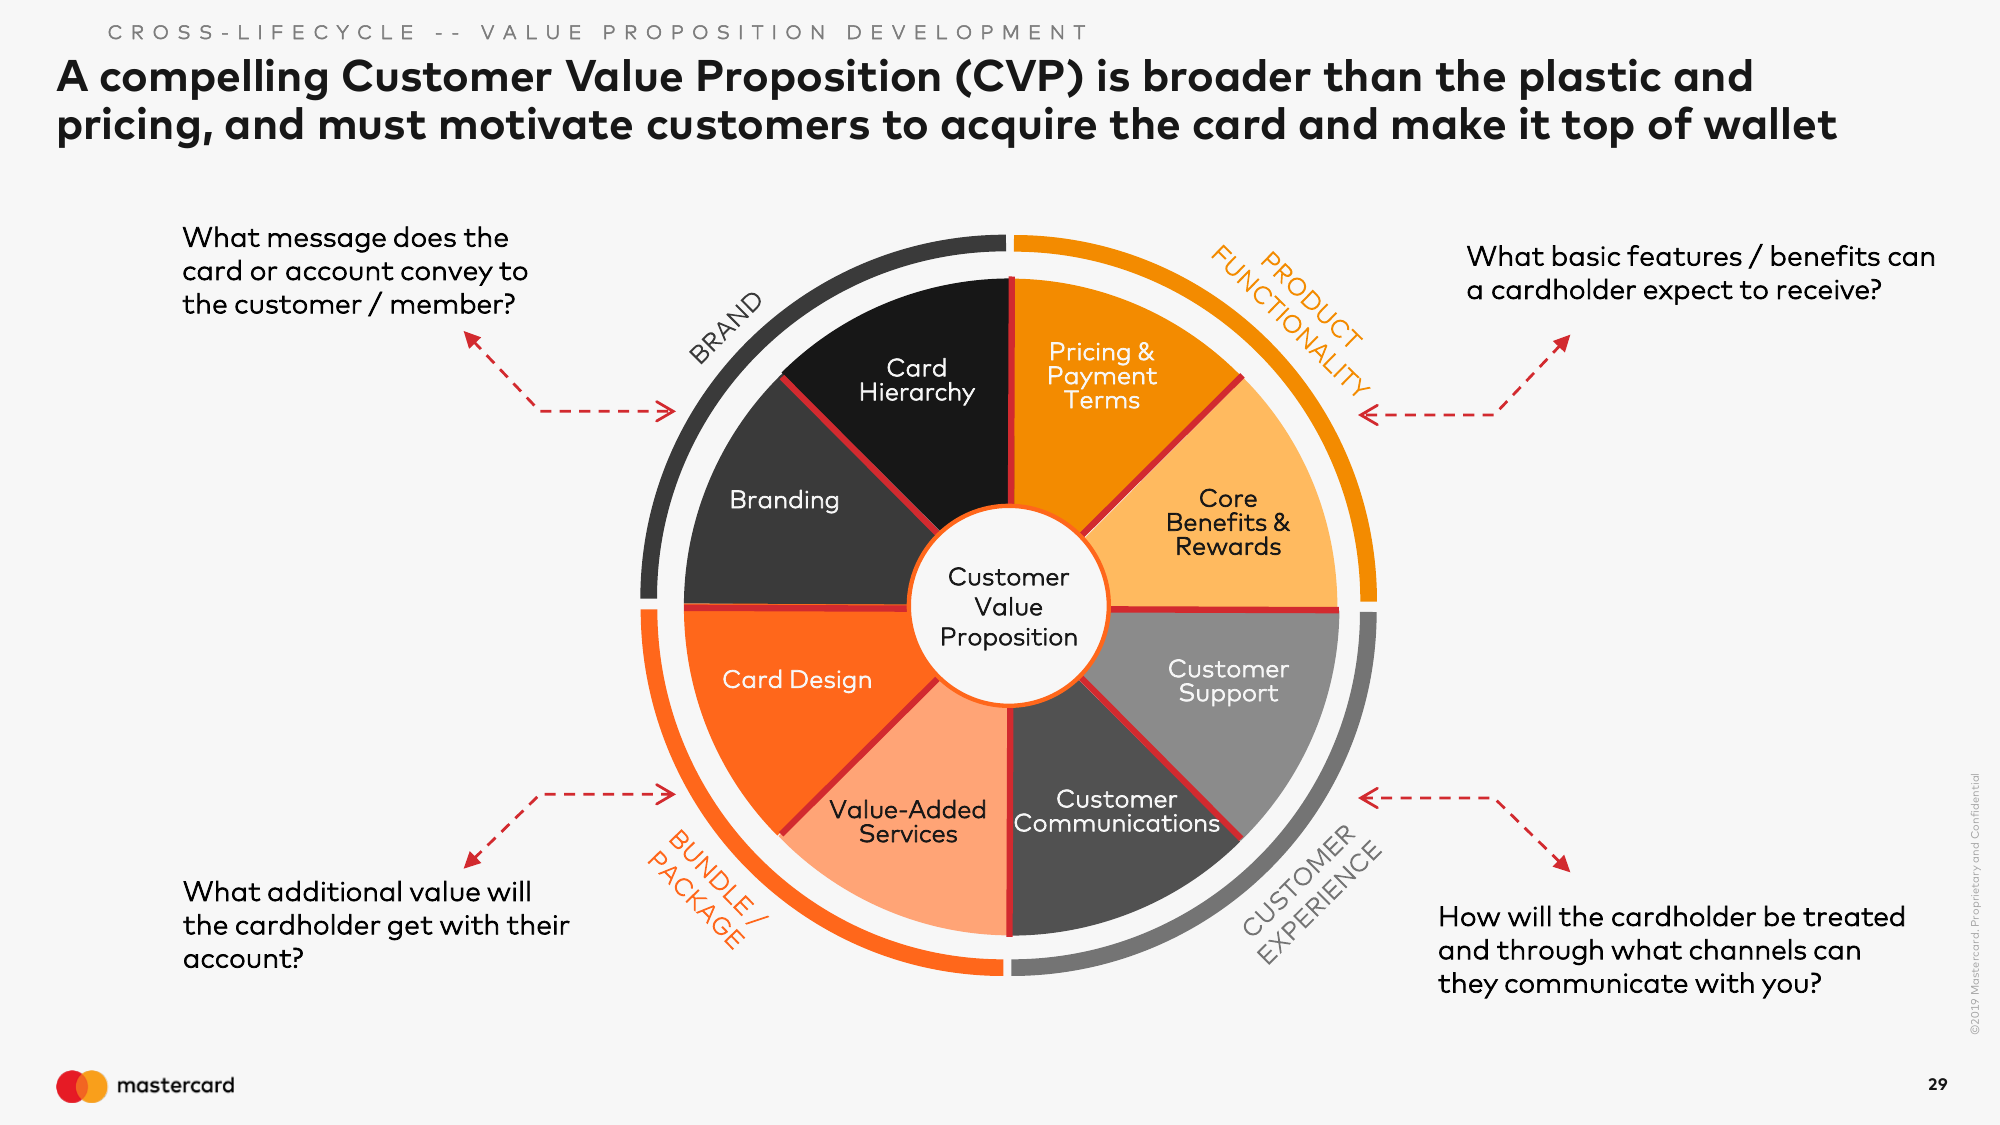 CROSS-LIFECYCLE -- VALUE PROPOSITION DEVELOPMENT
A compelling Customer Value Proposition (CVP) is broader than the plastic and
pricing, and must motivate customers to acquire the card and make it top of wallet
What message does the
card or account convey to
the customer / member?
BRAND
PRODUCT
FUNCTIONALITY
What basic features / benefits can
a cardholder expect to receive?
Card
Hierarchy
Pricing &
Payment
Terms
Branding
Core
Benefits &
Rewards
Customer
Value
Proposition
Card Design
Customer
Support
Value-Added
Services
Customer
Communications
BUNDLE /
PACKAGE
CUSTOMER
EXPERIENCE
What additional value will
the cardholder get with their
account?
How will the cardholder be treated
and through what channels can
they communicate with you?
©2019 Mastercard. Proprietary and Confidential
mastercard
29